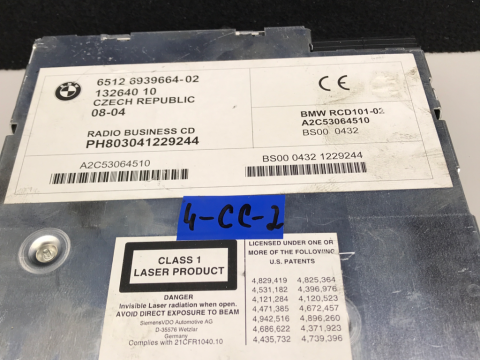 BMW
6512 6939664-02
132640 10
CZECH REPUBLIC
08-04
RADIO BUSINESS CD
PH803041229244
A2C53064510
CE
BMW RCD101-02
A2C53064510
BS00 0432
BS00 0432 1229244
4-CC-2
CLASS 1
LASER PRODUCT
DANGER
Invisible Laser radiation when open.
AVOID DIRECT EXPOSURE TO BEAM
SiemensVDO Automotive AG
D-35576 Wetzlar
Germany
Complies with 21CFR1040.10
LICENSED UNDER ONE OR
MORE OF THE FOLLOWING
U.S. PATENTS
4,829,419 4,825,364
4,531,182 4,396,976
4,121,284 4,120,523
4,471,385 4,672,457
4,942,516 4,896,260
4,686,622 4,371,923
4,435,732 4,739,396